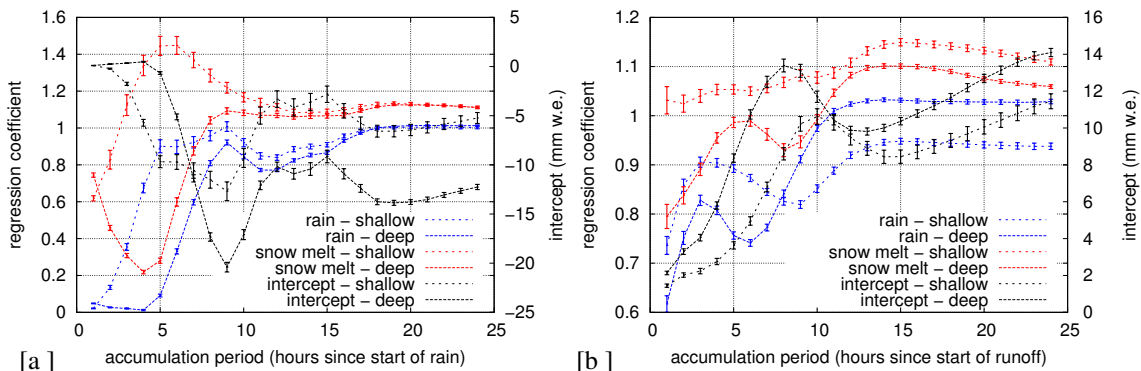 1.6
1.4
1.2
1
0.8
0.6
0.4
0.2
0
regression coefficient
5
0
−5
−10
−15
−20
−25
intercept (mm w.e.)
rain − shallow
rain − deep
snow melt − shallow
snow melt − deep
intercept − shallow
intercept − deep
0 5 10 15 20 25
[a ] accumulation period (hours since start of rain)
1.2
1.1
1
0.9
0.8
0.7
0.6
regression coefficient
16
14
12
10
8
6
4
2
0
intercept (mm w.e.)
rain − shallow
rain − deep
snow melt − shallow
snow melt − deep
intercept − shallow
intercept − deep
0 5 10 15 20 25
[b ] accumulation period (hours since start of runoff)